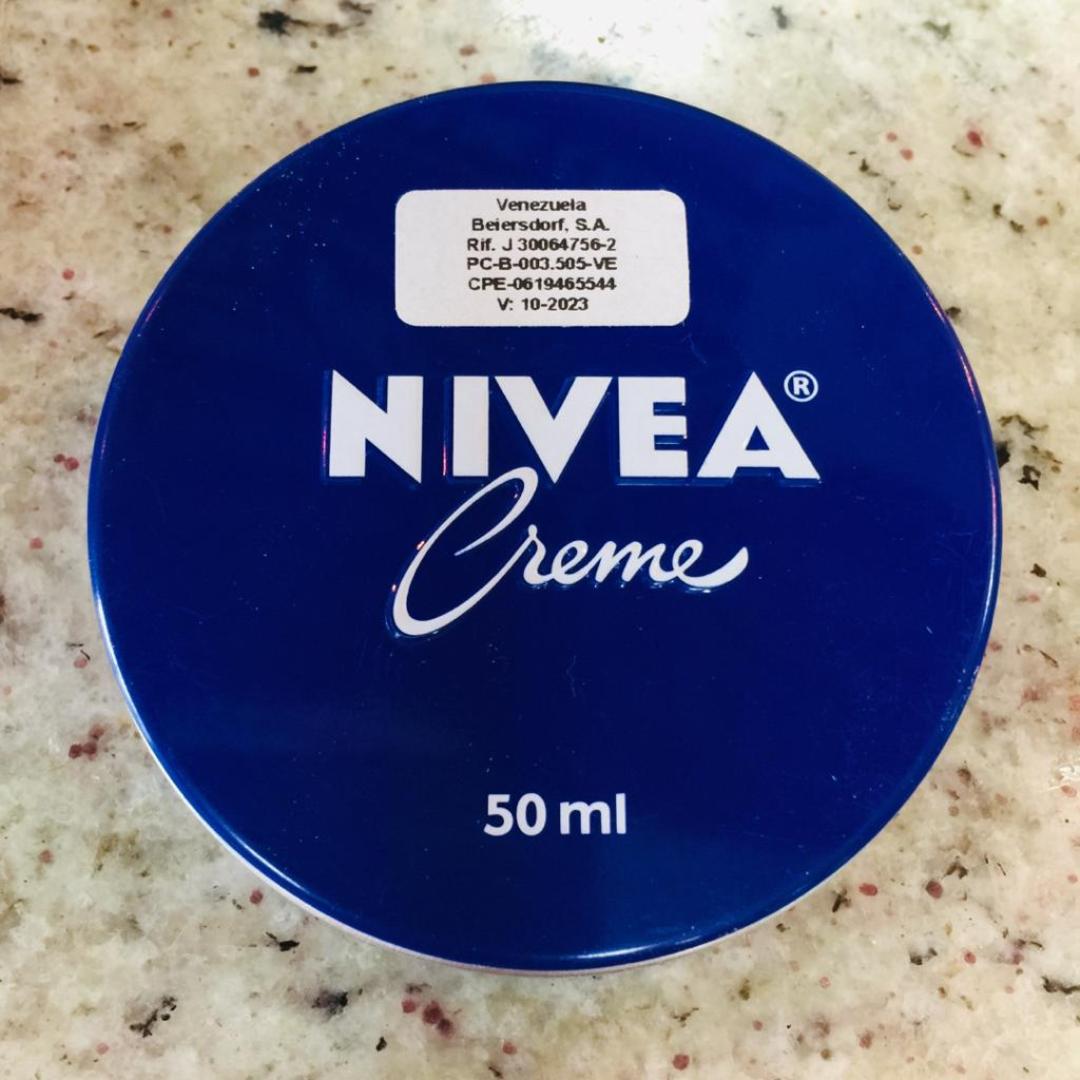 Venezuela
Beiersdorf, S.A.
Rif. J 30064756-2
PC-B-003.505-VE
CPE-0619465544
V: 10-2023
NIVEA®
Creme
50 ml